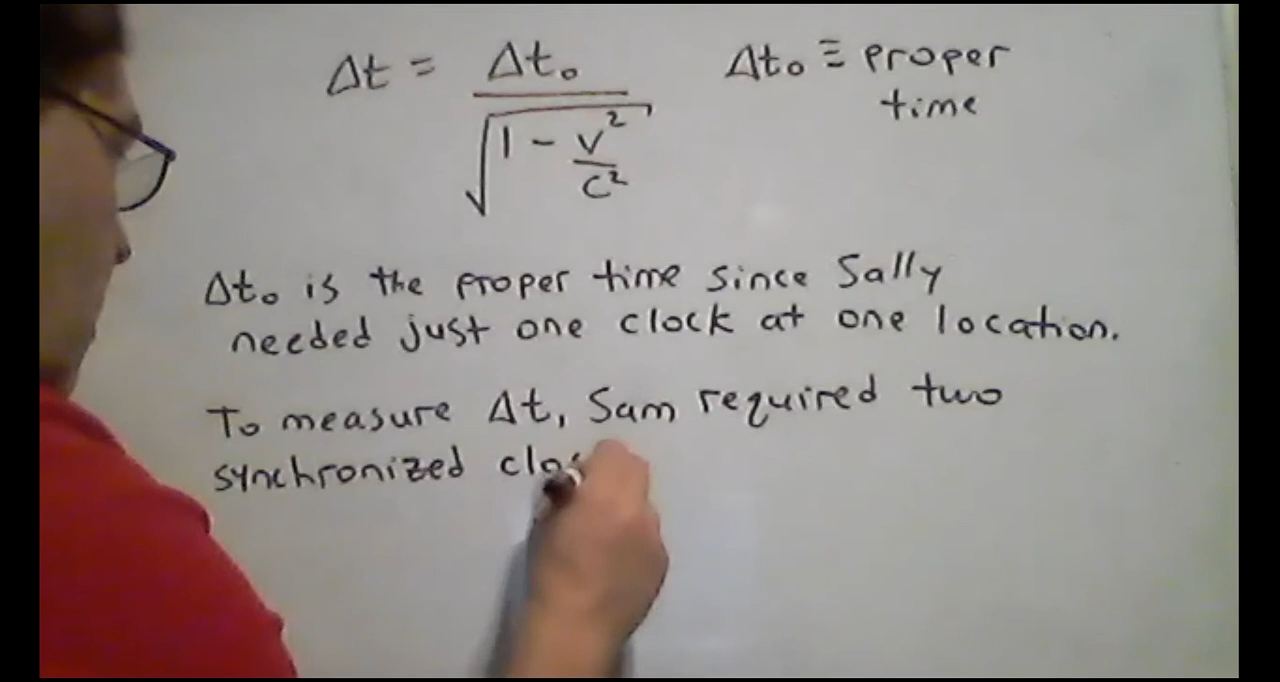 Δt = Δt₀ / √(1 - v²/c²)
Δt₀ ≡ proper
time
Δt₀ is the proper time since Sally
needed just one clock at one location.
To measure Δt, Sam required two
synchronized clo